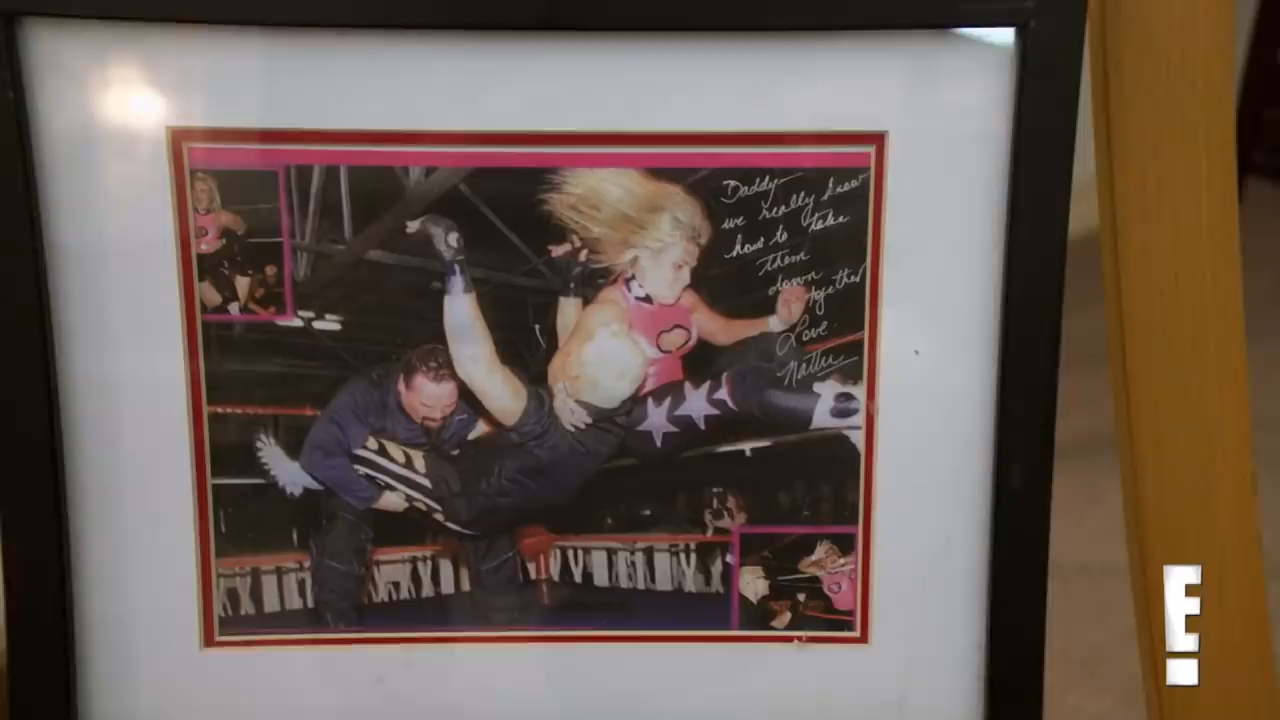 Daddy-
we really know
how to take
them
down
together
Love.
Nattie
E!